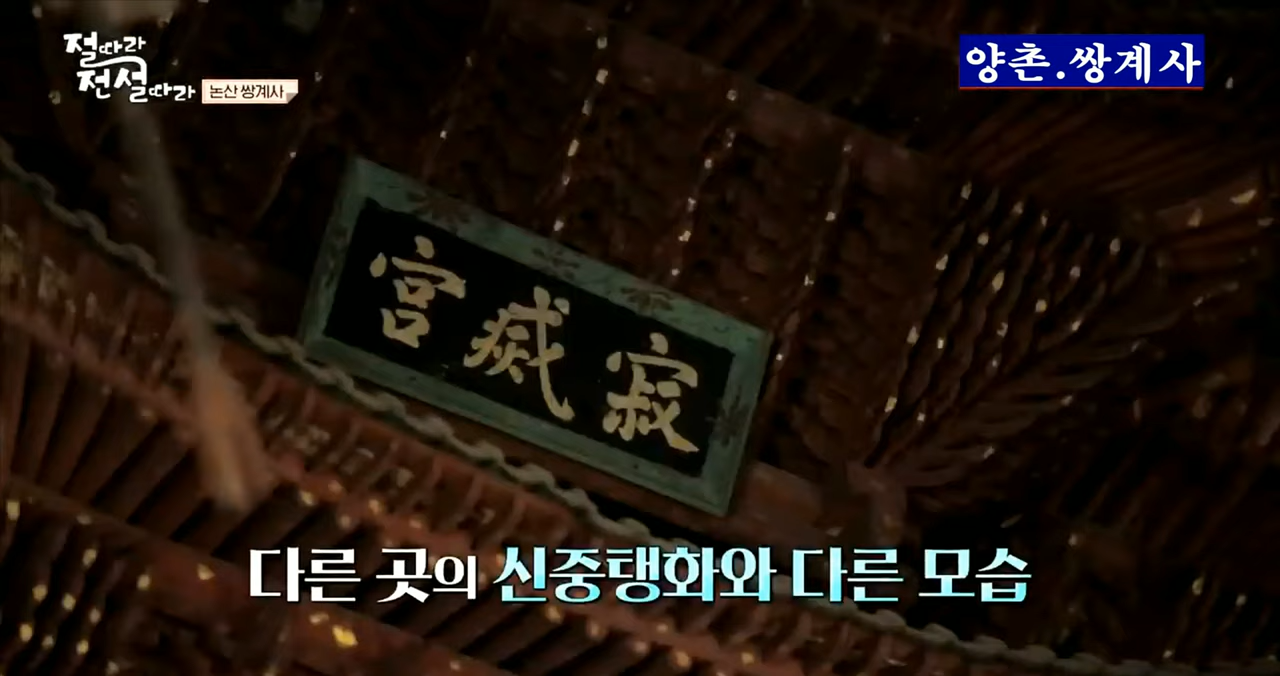 절따라
전설따라
논산 쌍계사
양촌.쌍계사
寂滅宮
다른 곳의 신중탱화와 다른 모습